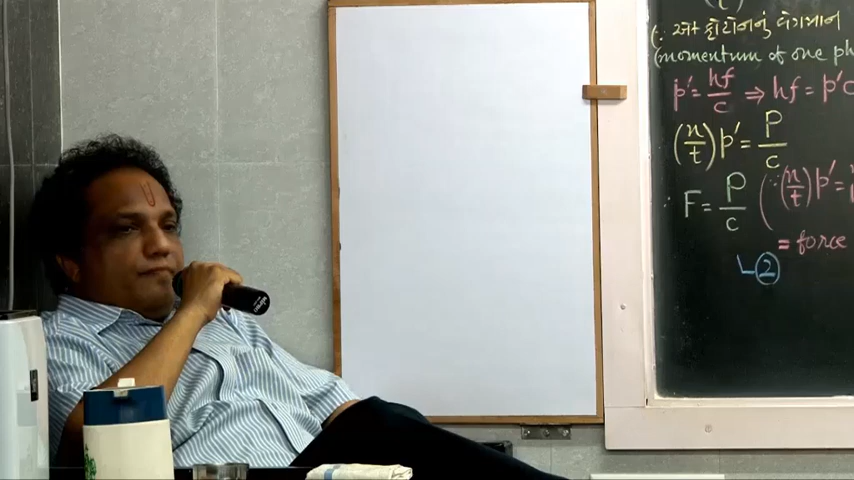 (∵ એક ફોટોનનું વેગમાન
(momentum of one ph
p' = hf/c ⇒ hf = p'c
(n/t) p' = P/c
∴ F = P/c (∵ (n/t) p' =
= force
②